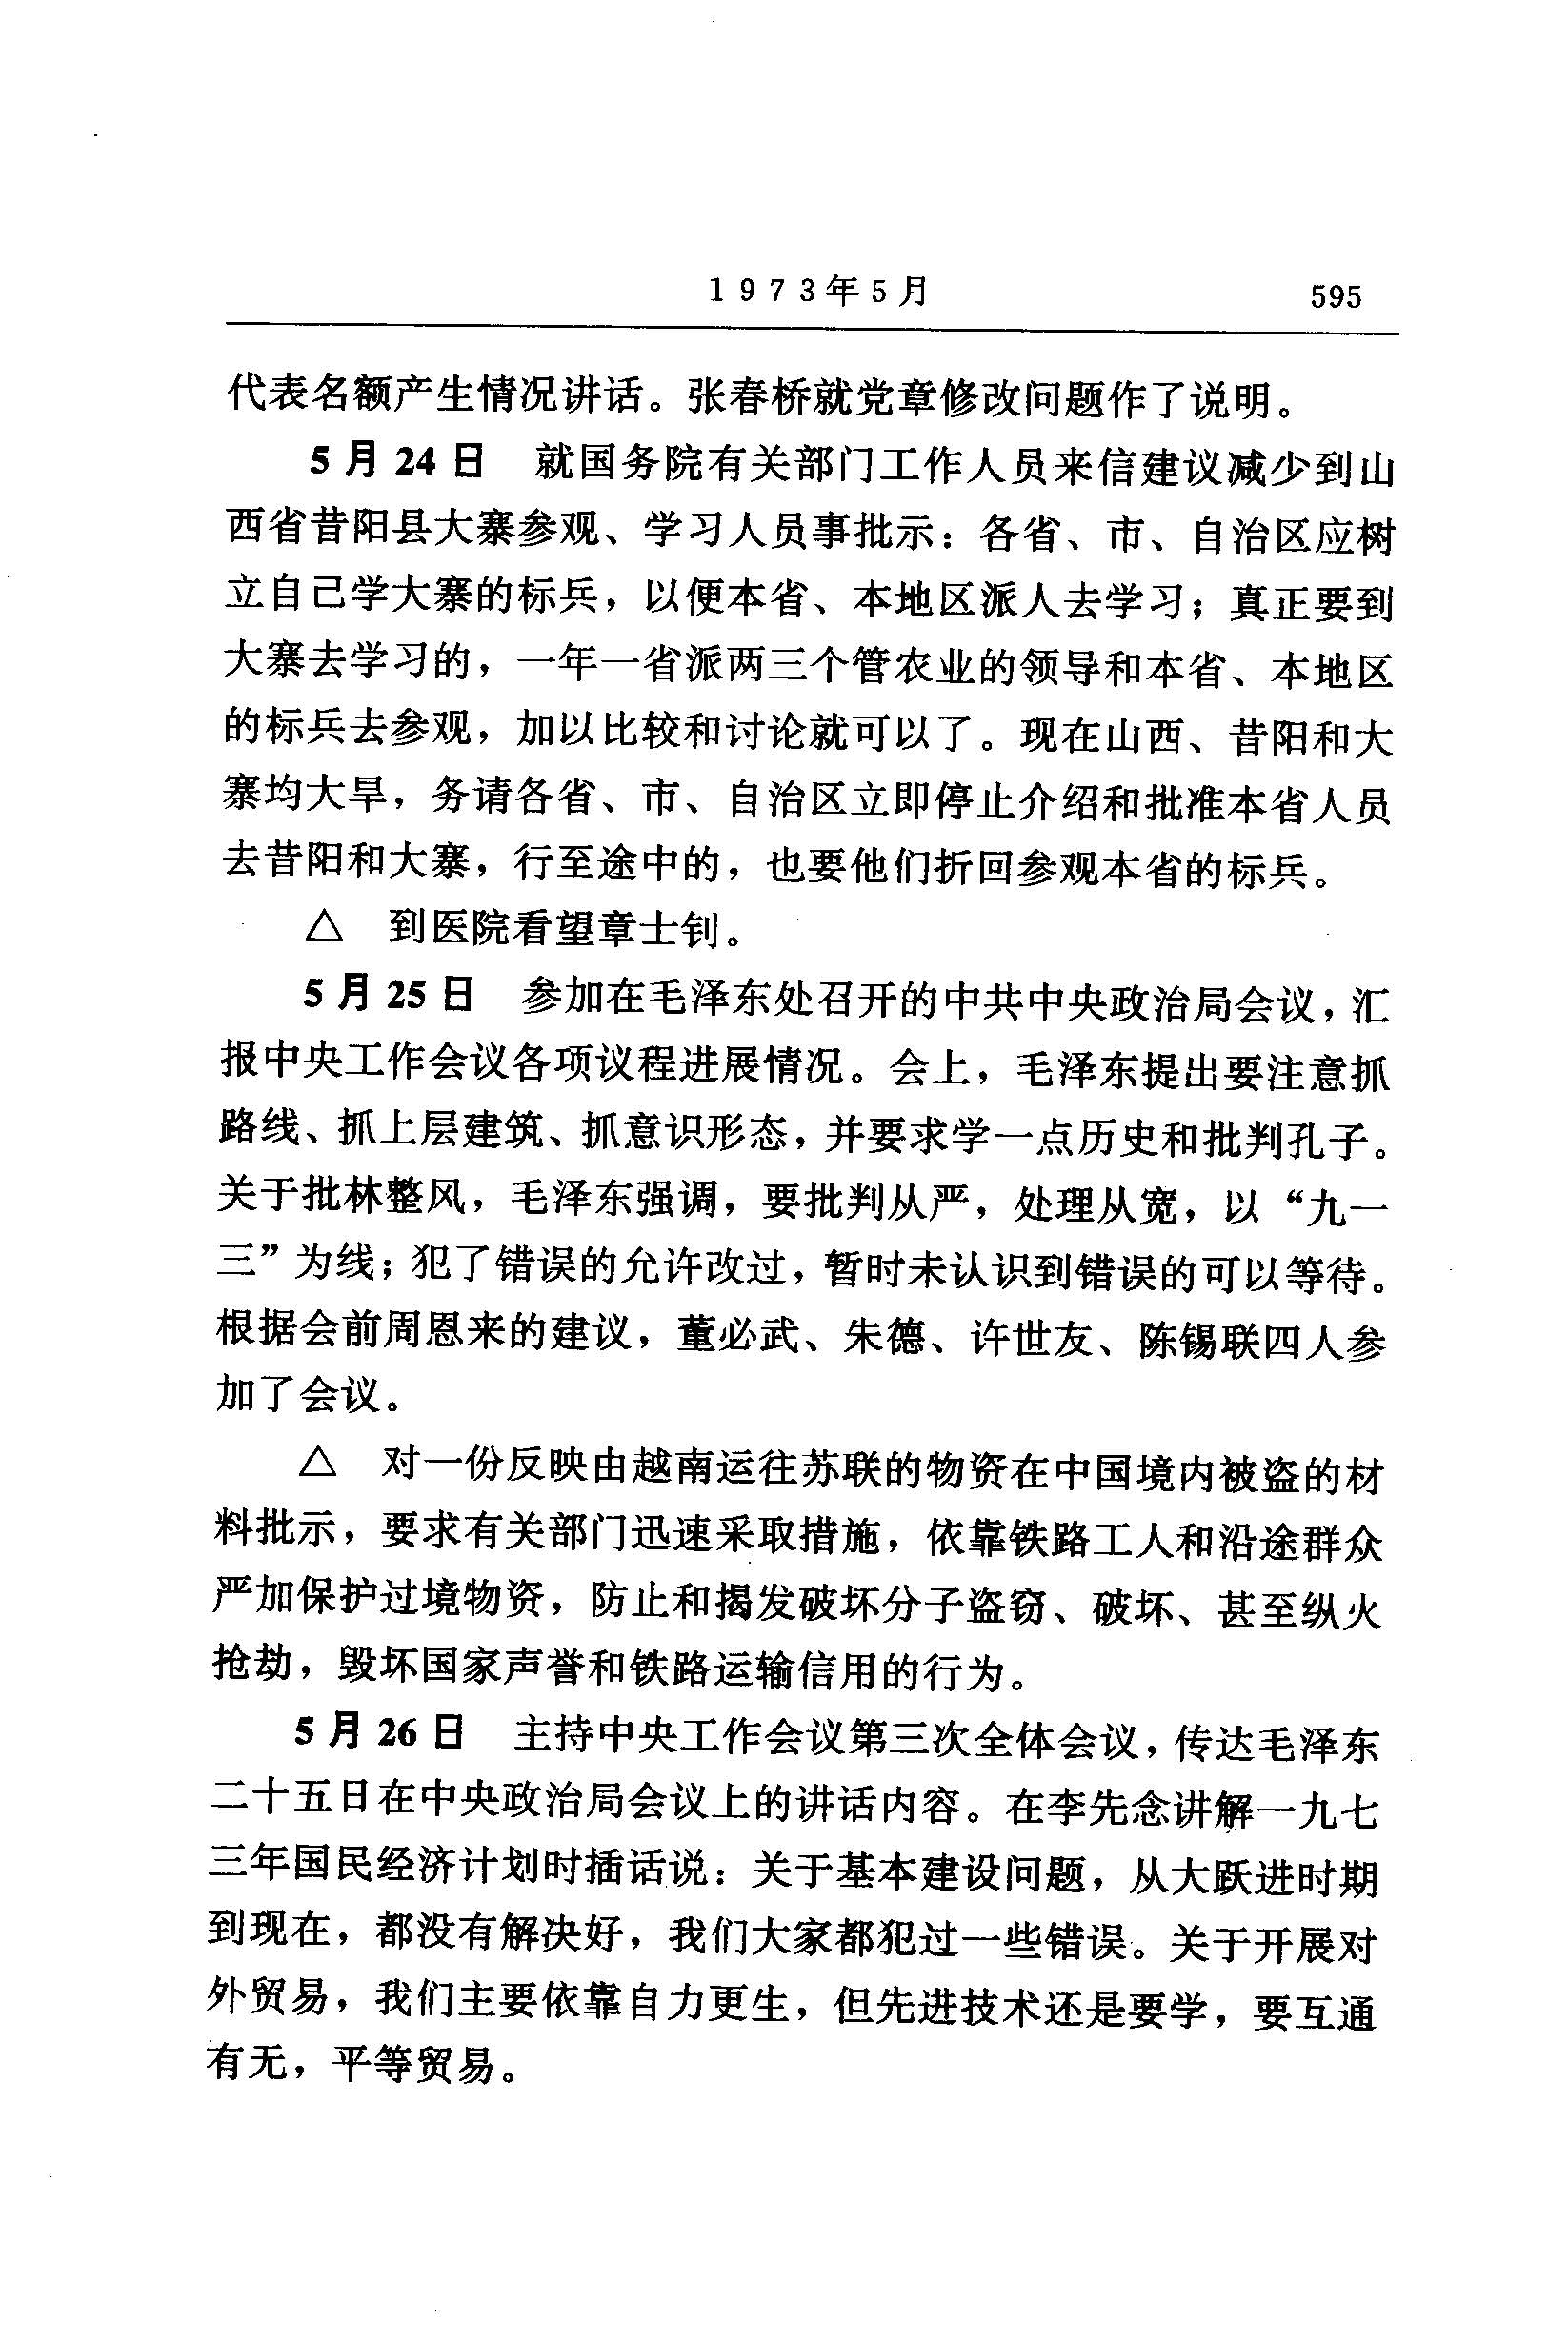 1973年5月 595
代表名额产生情况讲话。张春桥就党章修改问题作了说明。
5月24日 就国务院有关部门工作人员来信建议减少到山
西省昔阳县大寨参观、学习人员事批示：各省、市、自治区应树
立自己学大寨的标兵，以便本省、本地区派人去学习；真正要到
大寨去学习的，一年一省派两三个管农业的领导和本省、本地区
的标兵去参观，加以比较和讨论就可以了。现在山西、昔阳和大
寨均大旱，务请各省、市、自治区立即停止介绍和批准本省人员
去昔阳和大寨，行至途中的，也要他们折回参观本省的标兵。
△ 到医院看望章士钊。
5月25日 参加在毛泽东处召开的中共中央政治局会议，汇
报中央工作会议各项议程进展情况。会上，毛泽东提出要注意抓
路线、抓上层建筑、抓意识形态，并要求学一点历史和批判孔子。
关于批林整风，毛泽东强调，要批判从严，处理从宽，以“九一
三”为线；犯了错误的允许改过，暂时未认识到错误的可以等待。
根据会前周恩来的建议，董必武、朱德、许世友、陈锡联四人参
加了会议。
△ 对一份反映由越南运往苏联的物资在中国境内被盗的材
料批示，要求有关部门迅速采取措施，依靠铁路工人和沿途群众
严加保护过境物资，防止和揭发破坏分子盗窃、破坏、甚至纵火
抢劫，毁坏国家声誉和铁路运输信用的行为。
5月26日 主持中央工作会议第三次全体会议，传达毛泽东
二十五日在中央政治局会议上的讲话内容。在李先念讲解一九七
三年国民经济计划时插话说：关于基本建设问题，从大跃进时期
到现在，都没有解决好，我们大家都犯过一些错误。关于开展对
外贸易，我们主要依靠自力更生，但先进技术还是要学，要互通
有无，平等贸易。